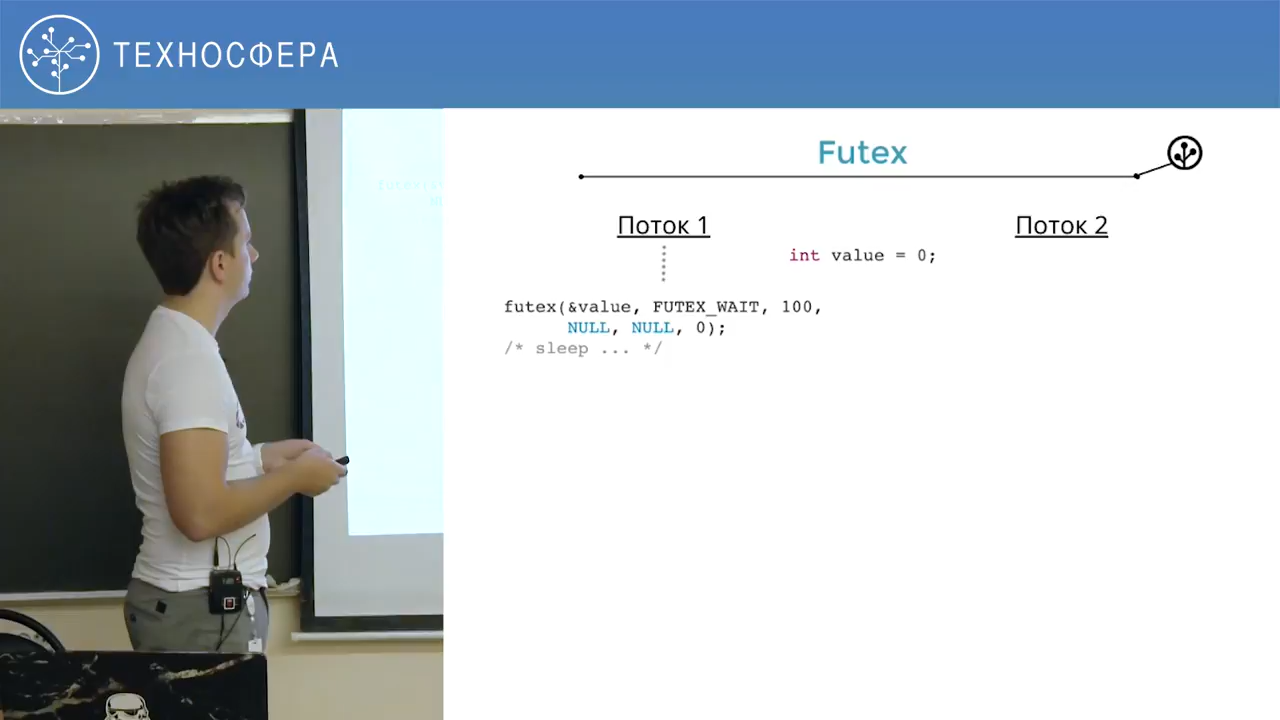 ТЕХНОСФЕРА
Futex
Поток 1
Поток 2
int value = 0;
futex(&value, FUTEX_WAIT, 100,
NULL, NULL, 0);
/* sleep ... */